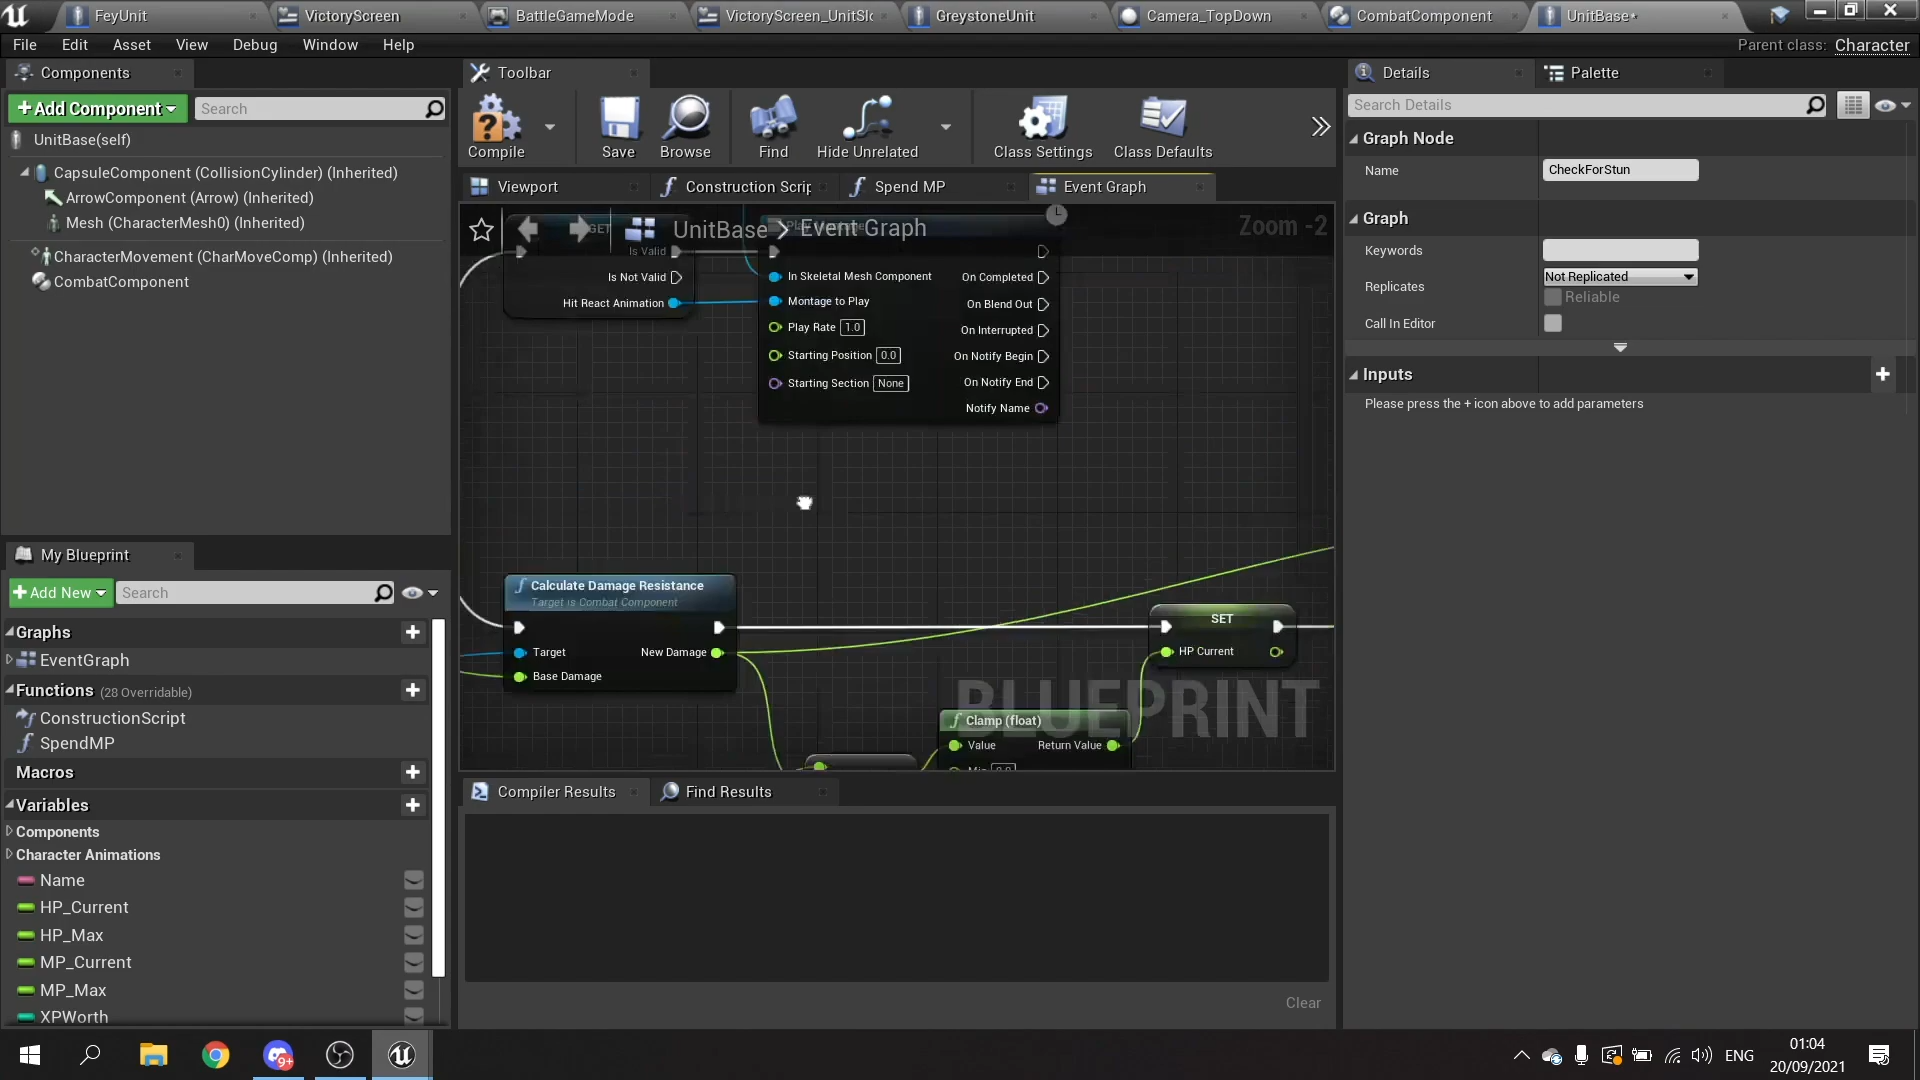 FeyUnit
VictoryScreen
BattleGameMode
VictoryScreen_UnitSlo
GreystoneUnit
Camera_TopDown
CombatComponent
UnitBase*
File
Edit
Asset
View
Debug
Window
Help
Parent class: Character
Components
Add Component
Search
UnitBase(self)
CapsuleComponent (CollisionCylinder) (Inherited)
ArrowComponent (Arrow) (Inherited)
Mesh (CharacterMesh0) (Inherited)
CharacterMovement (CharMoveComp) (Inherited)
CombatComponent
My Blueprint
Add New
Search
Graphs
EventGraph
Functions (28 Overridable)
ConstructionScript
SpendMP
Macros
Variables
Components
Character Animations
Name
HP_Current
HP_Max
MP_Current
MP_Max
XPWorth
Toolbar
Compile
Save
Browse
Find
Hide Unrelated
Class Settings
Class Defaults
Viewport
Construction Scrip
Spend MP
Event Graph
UnitBase > Event Graph
Zoom -2
GET
Is Valid
Is Not Valid
Hit React Animation
In Skeletal Mesh Component
Montage to Play
Play Rate 1.0
Starting Position 0.0
Starting Section None
On Completed
On Blend Out
On Interrupted
On Notify Begin
On Notify End
Notify Name
Calculate Damage Resistance
Target is Combat Component
Target
New Damage
Base Damage
SET
HP Current
BLUEPRINT
Clamp (float)
Value
Return Value
Compiler Results
Find Results
Clear
Details
Palette
Search Details
Graph Node
Name
CheckForStun
Graph
Keywords
Replicates
Not Replicated
Reliable
Call In Editor
Inputs
Please press the + icon above to add parameters
9+
ENG
01:04
20/09/2021